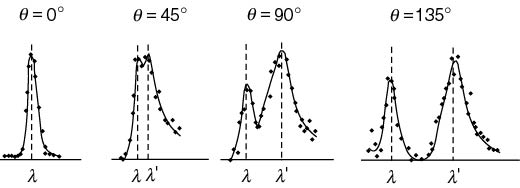 θ = 0° θ = 45° θ = 90° θ = 135°
λ λ λ' λ λ' λ λ'